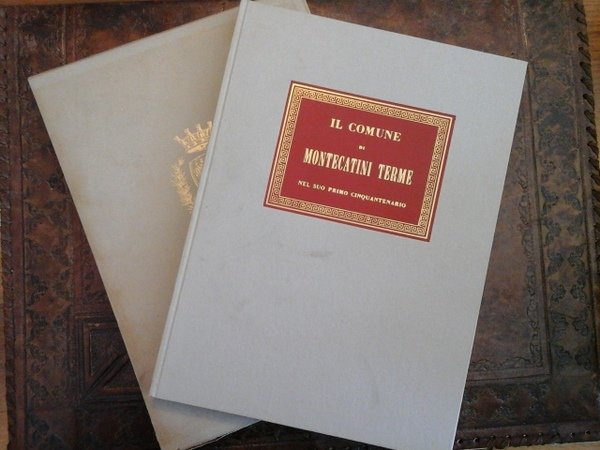 IL COMUNE
DI
MONTECATINI TERME
NEL SUO PRIMO CINQUANTENARIO